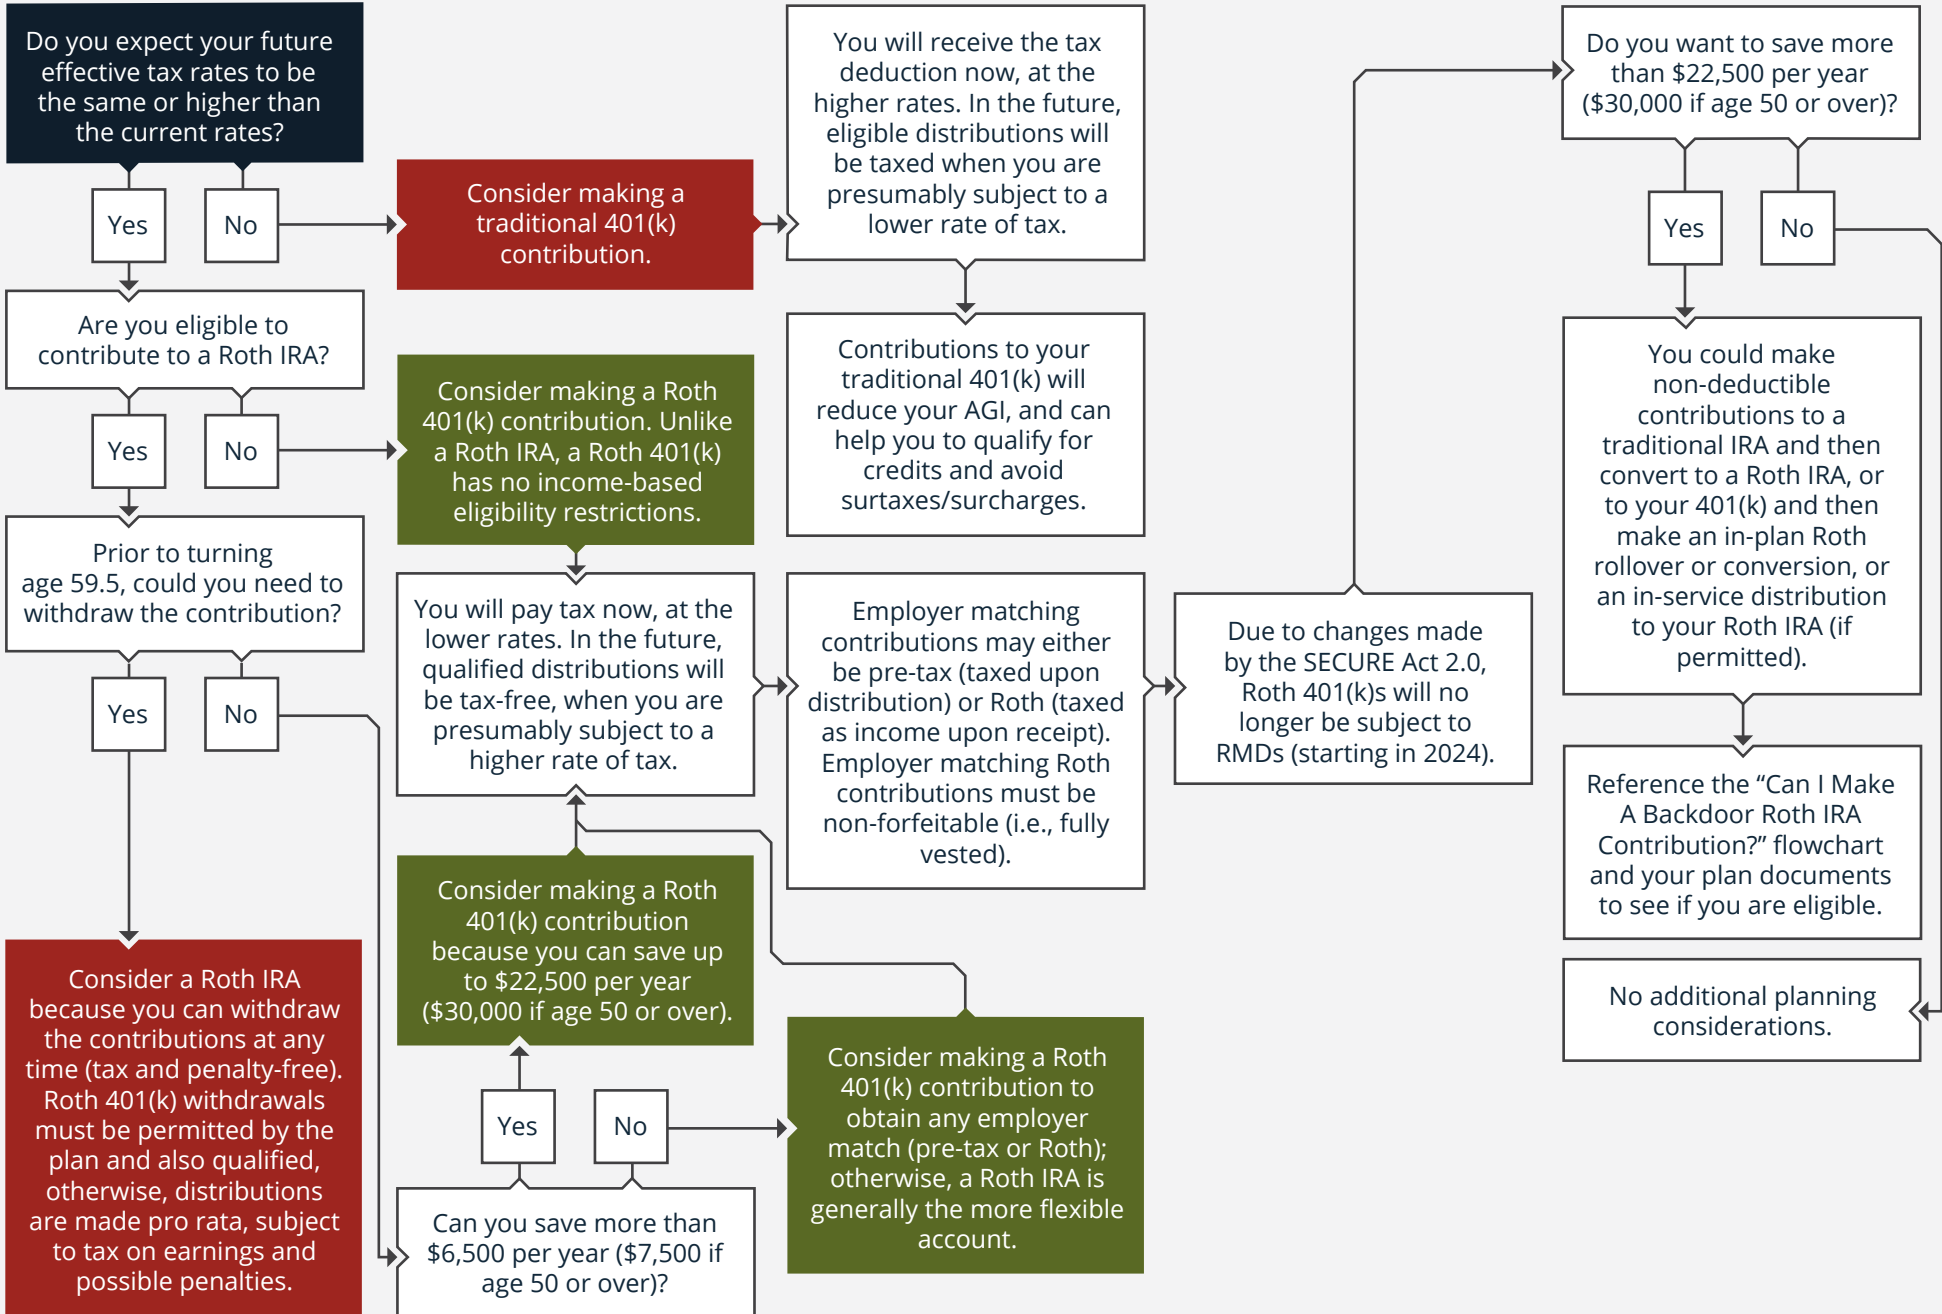 Do you expect your future
effective tax rates to be
the same or higher than
the current rates?
Yes
No
Consider making a
traditional 401(k)
contribution.
You will receive the tax
deduction now, at the
higher rates. In the future,
eligible distributions will
be taxed when you are
presumably subject to a
lower rate of tax.
Contributions to your
traditional 401(k) will
reduce your AGI, and can
help you to qualify for
credits and avoid
surtaxes/surcharges.
Are you eligible to
contribute to a Roth IRA?
Yes
No
Consider making a Roth
401(k) contribution. Unlike
a Roth IRA, a Roth 401(k)
has no income-based
eligibility restrictions.
Prior to turning
age 59.5, could you need to
withdraw the contribution?
Yes
No
Consider a Roth IRA
because you can withdraw
the contributions at any
time (tax and penalty-free).
Roth 401(k) withdrawals
must be permitted by the
plan and also qualified,
otherwise, distributions
are made pro rata, subject
to tax on earnings and
possible penalties.
Can you save more than
$6,500 per year ($7,500 if
age 50 or over)?
Yes
No
Consider making a Roth
401(k) contribution
because you can save up
to $22,500 per year
($30,000 if age 50 or over).
Consider making a Roth
401(k) contribution to
obtain any employer
match (pre-tax or Roth);
otherwise, a Roth IRA is
generally the more flexible
account.
You will pay tax now, at the
lower rates. In the future,
qualified distributions will
be tax-free, when you are
presumably subject to a
higher rate of tax.
Employer matching
contributions may either
be pre-tax (taxed upon
distribution) or Roth (taxed
as income upon receipt).
Employer matching Roth
contributions must be
non-forfeitable (i.e., fully
vested).
Due to changes made
by the SECURE Act 2.0,
Roth 401(k)s will no
longer be subject to
RMDs (starting in 2024).
Do you want to save more
than $22,500 per year
($30,000 if age 50 or over)?
Yes
No
You could make
non-deductible
contributions to a
traditional IRA and then
convert to a Roth IRA, or
to your 401(k) and then
make an in-plan Roth
rollover or conversion, or
an in-service distribution
to your Roth IRA (if
permitted).
Reference the “Can I Make
A Backdoor Roth IRA
Contribution?” flowchart
and your plan documents
to see if you are eligible.
No additional planning
considerations.